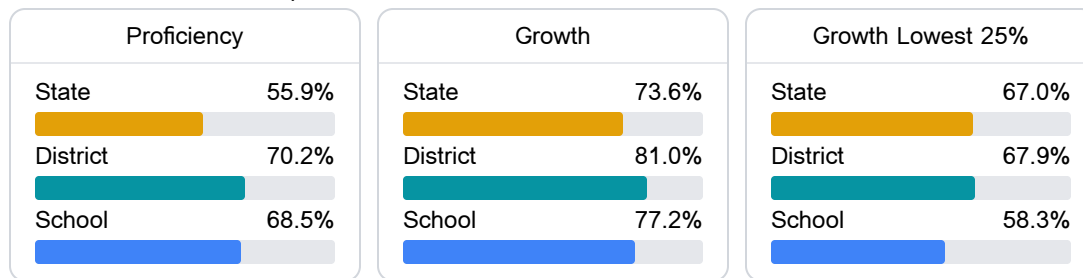 Proficiency
State 55.9%
District 70.2%
School 68.5%
Growth
State 73.6%
District 81.0%
School 77.2%
Growth Lowest 25%
State 67.0%
District 67.9%
School 58.3%